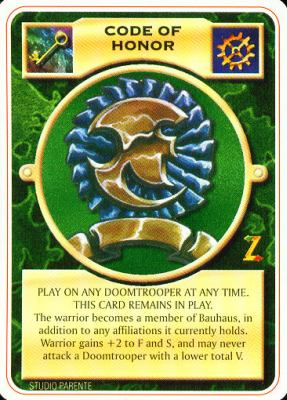 CODE OF
HONOR
Z
PLAY ON ANY DOOMTROOPER AT ANY TIME.
THIS CARD REMAINS IN PLAY.
The warrior becomes a member of Bauhaus, in
addition to any affiliations it currently holds.
Warrior gains +2 to F and S, and may never
attack a Doomtrooper with a lower total V.
STUDIO PARENTE